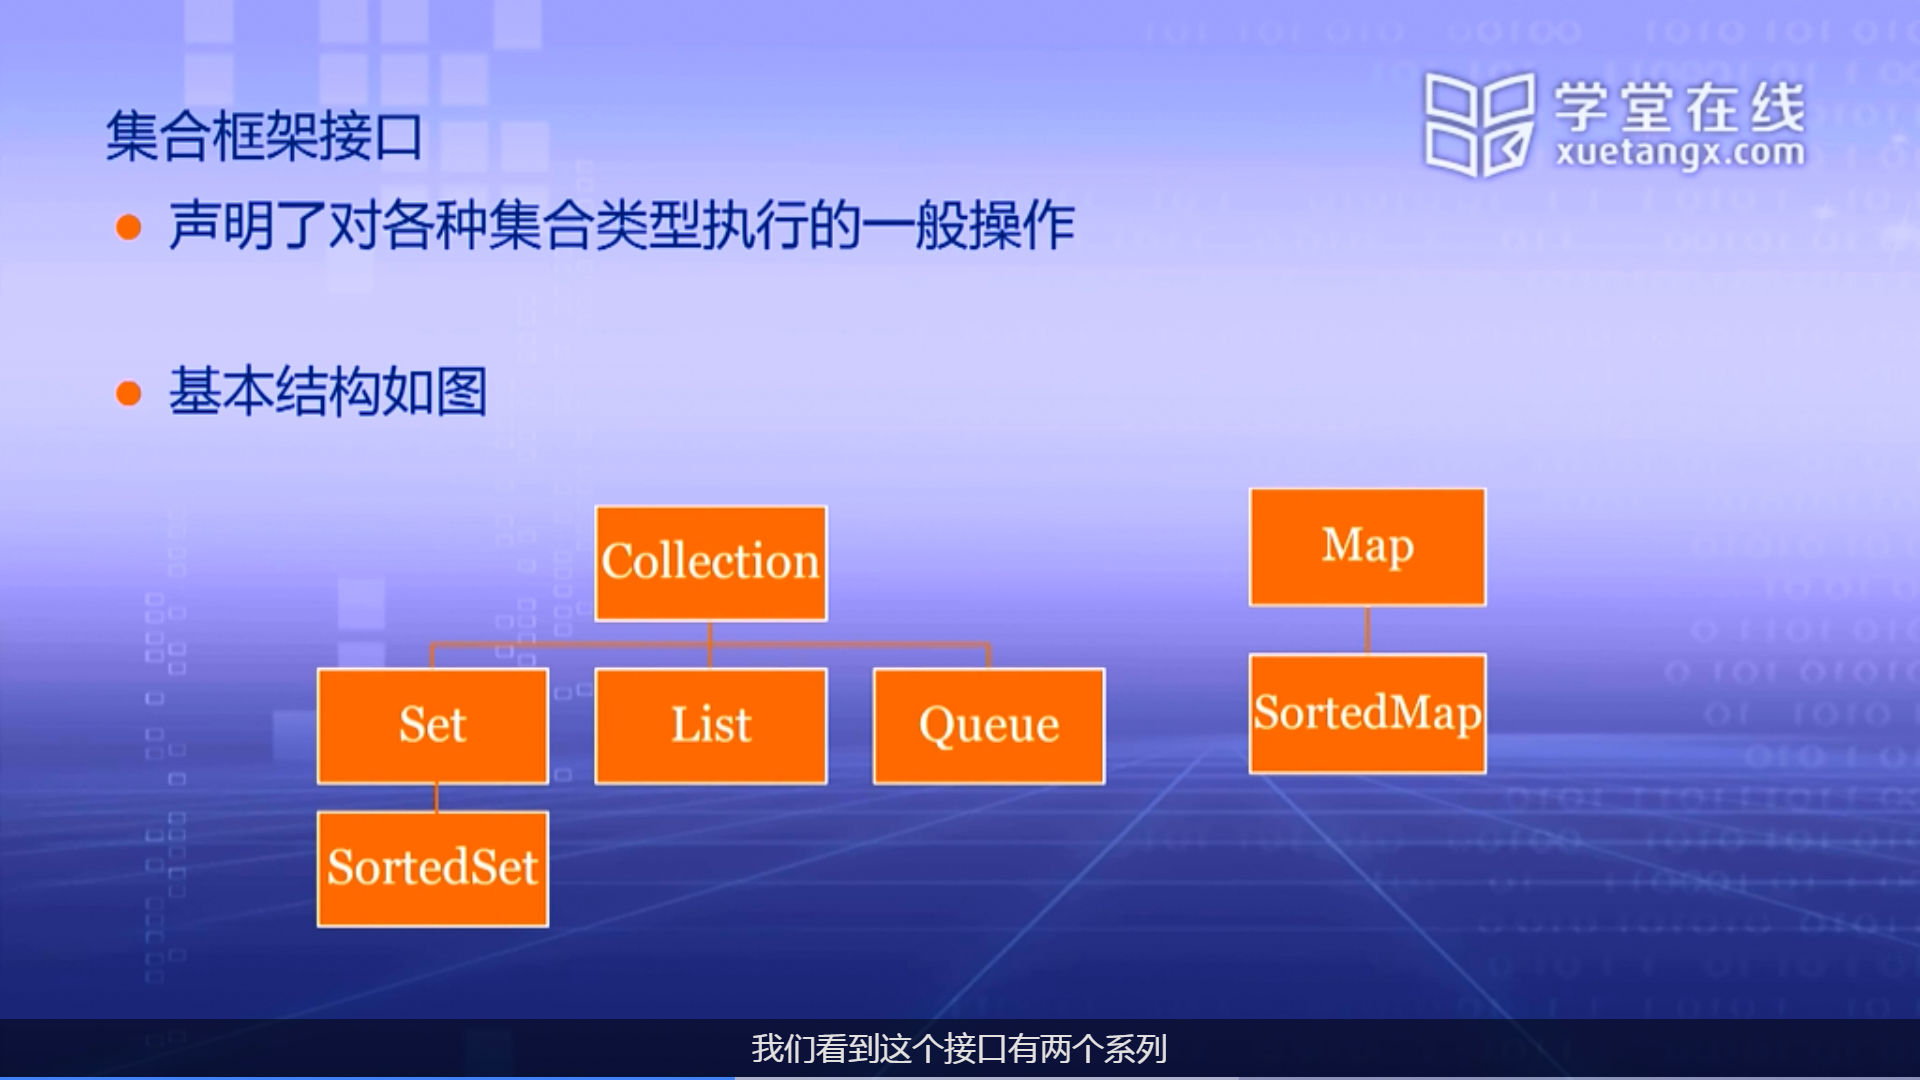 学堂在线
xuetangx.com
集合框架接口
声明了对各种集合类型执行的一般操作
基本结构如图
Collection
Map
Set
List
Queue
SortedMap
SortedSet
我们看到这个接口有两个系列